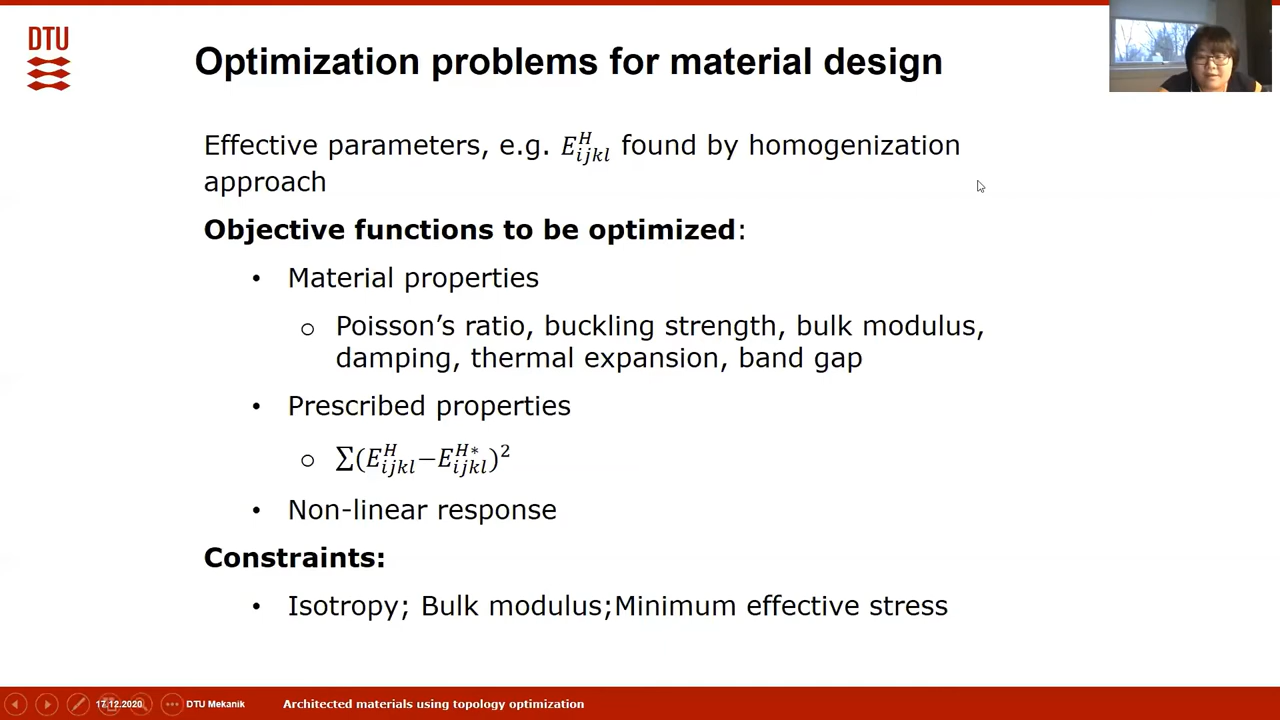 DTU
Optimization problems for material design
Effective parameters, e.g. E^H_{ijkl} found by homogenization
approach
Objective functions to be optimized:
• Material properties
o Poisson’s ratio, buckling strength, bulk modulus,
damping, thermal expansion, band gap
• Prescribed properties
o ∑(E^H_{ijkl}−E^{H*}_{ijkl})^2
• Non-linear response
Constraints:
• Isotropy; Bulk modulus;Minimum effective stress
17.12.2020 DTU Mekanik Architected materials using topology optimization